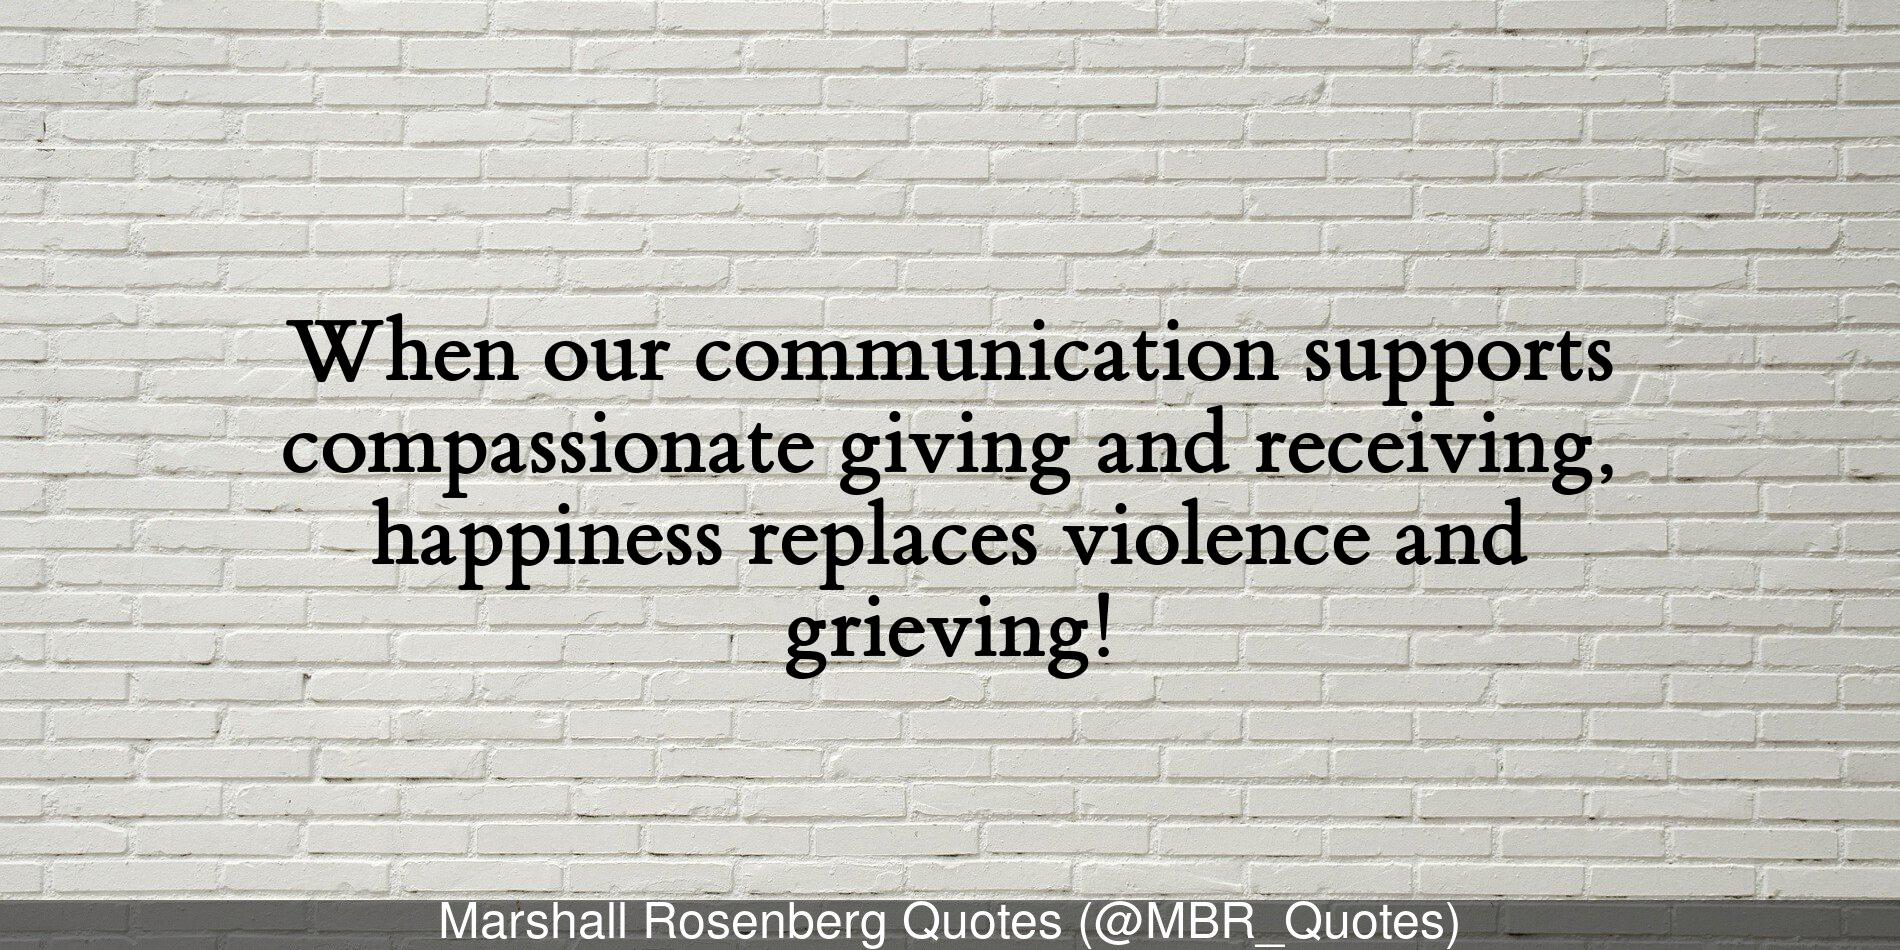 When our communication supports
compassionate giving and receiving,
happiness replaces violence and
grieving!
Marshall Rosenberg Quotes (@MBR_Quotes)